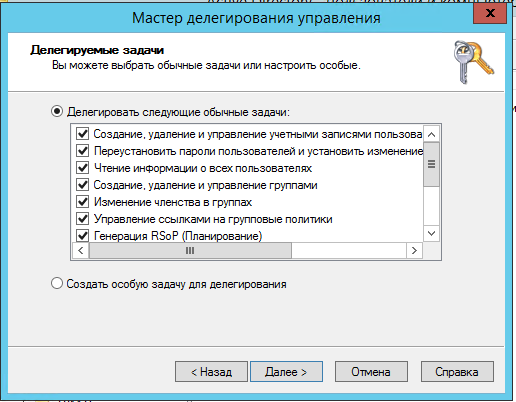 Мастер делегирования управления
Делегируемые задачи
Вы можете выбрать обычные задачи или настроить особые.
Делегировать следующие обычные задачи:
Создание, удаление и управление учетными записями пользова
Переустановить пароли пользователей и установить изменение
Чтение информации о всех пользователях
Создание, удаление и управление группами
Изменение членства в группах
Управление ссылками на групповые политики
Генерация RSoP (Планирование)
Создать особую задачу для делегирования
< Назад
Далее >
Отмена
Справка